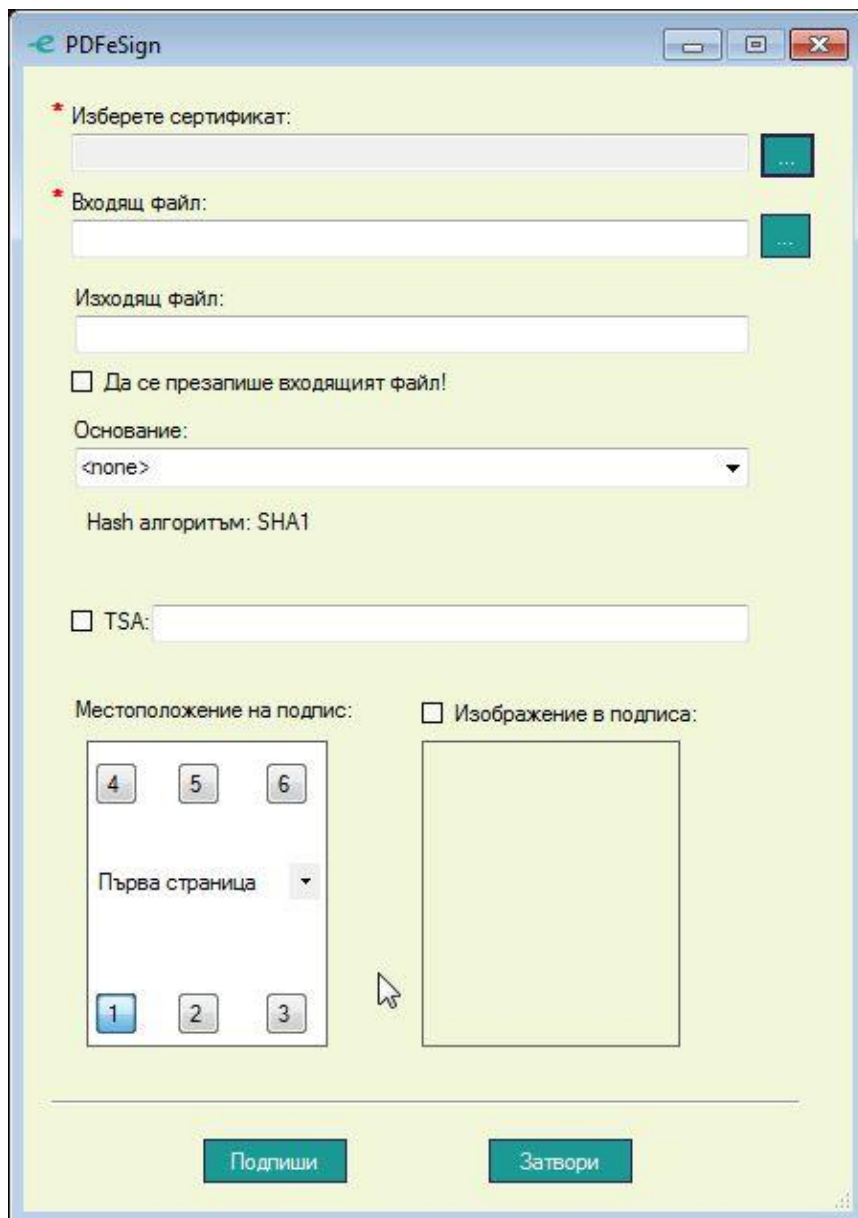 PDFeSign
* Изберете сертификат:
...
* Входящ файл:
...
Изходящ файл:
Да се презапише входящият файл!
Основание:
<none>
Hash алгоритъм: SHA1
TSA:
Местоположение на подпис:
Изображение в подписа:
4 5 6
Първа страница
1 2 3
Подпиши
Затвори